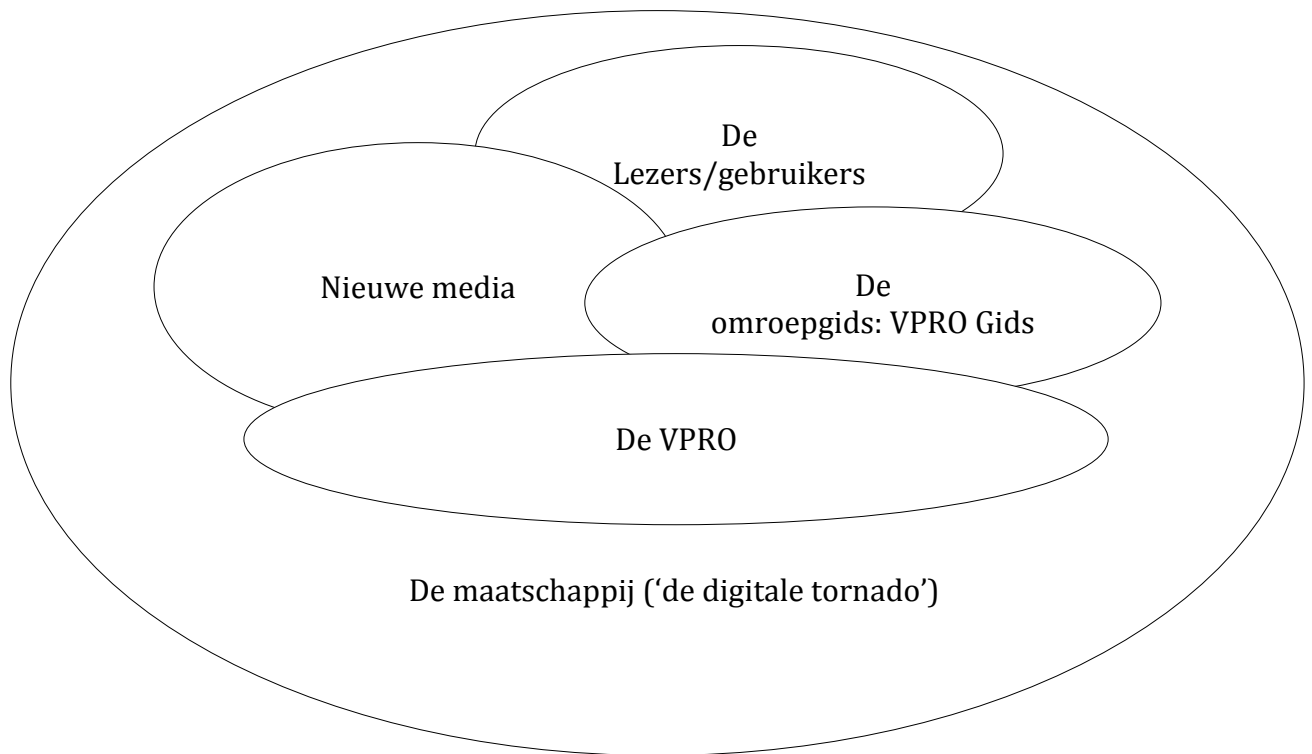 De
Lezers/gebruikers
Nieuwe media
De
omroepgids: VPRO Gids
De VPRO
De maatschappij (‘de digitale tornado’)